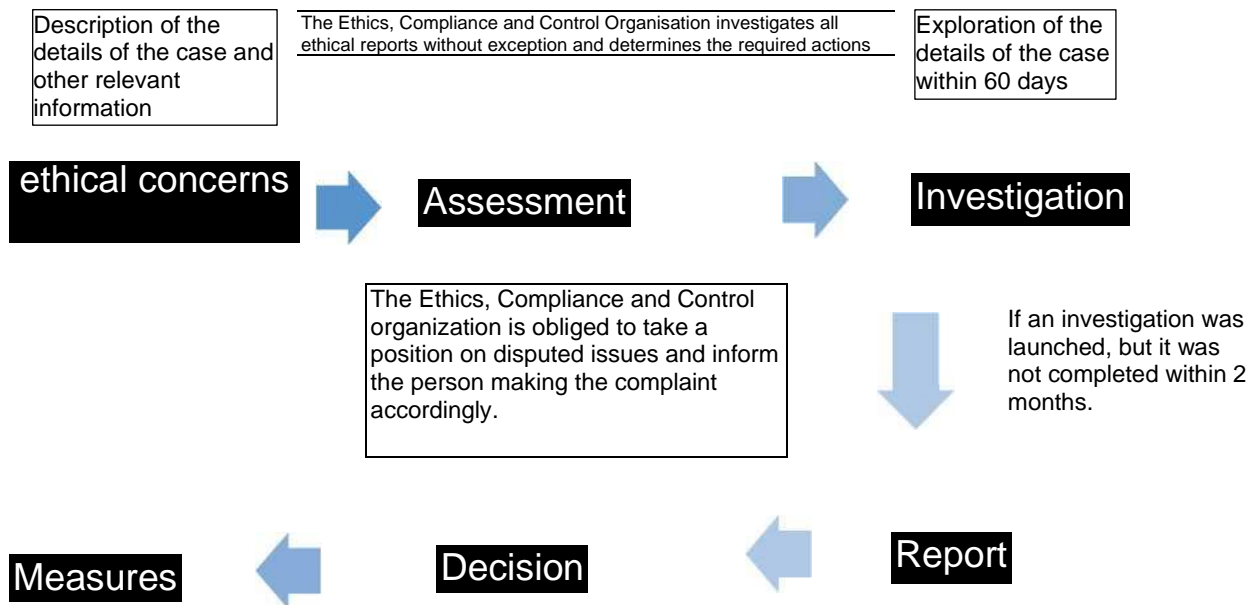 Description of the
details of the case and
other relevant
information
The Ethics, Compliance and Control Organisation investigates all
ethical reports without exception and determines the required actions
Exploration of the
details of the case
within 60 days
ethical concerns
Assessment
Investigation
The Ethics, Compliance and Control
organization is obliged to take a
position on disputed issues and inform
the person making the complaint
accordingly.
If an investigation was
launched, but it was
not completed within 2
months.
Measures
Decision
Report